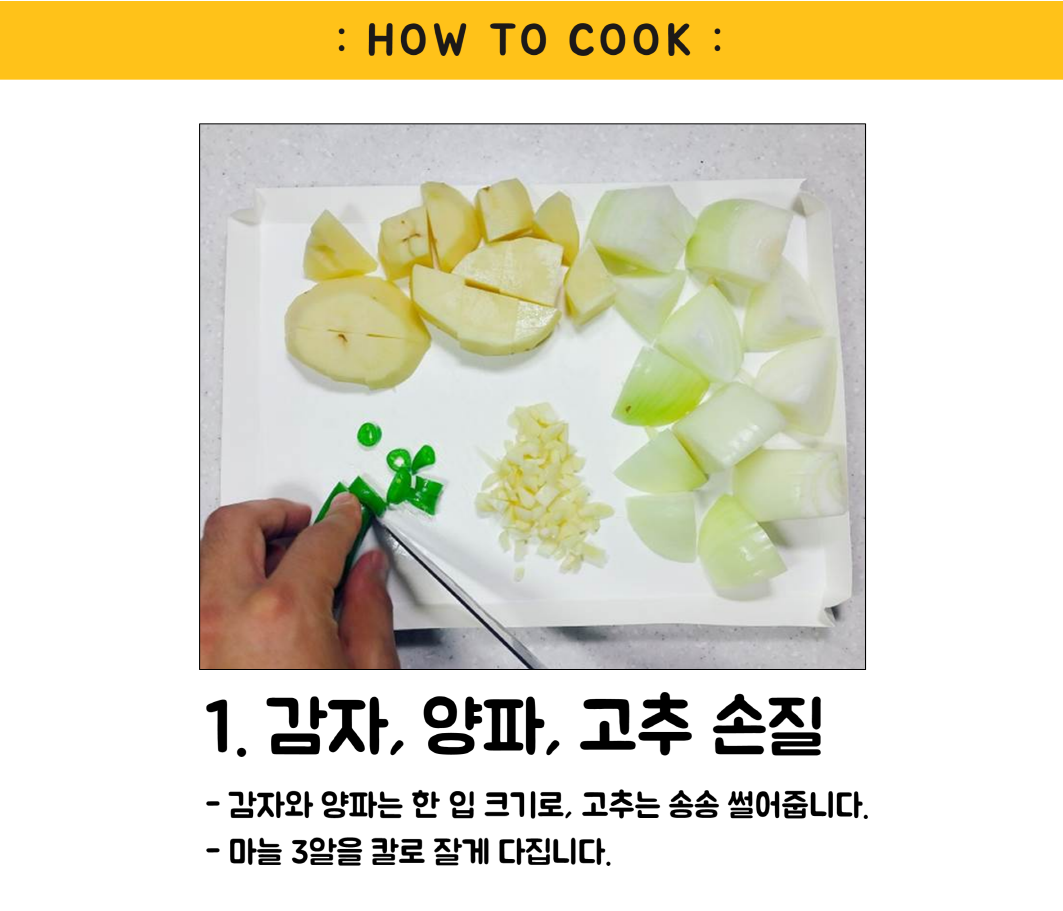 : HOW TO COOK :
1. 감자, 양파, 고추 손질
- 감자와 양파는 한 입 크기로, 고추는 송송 썰어줍니다.
- 마늘 3알을 칼로 잘게 다집니다.